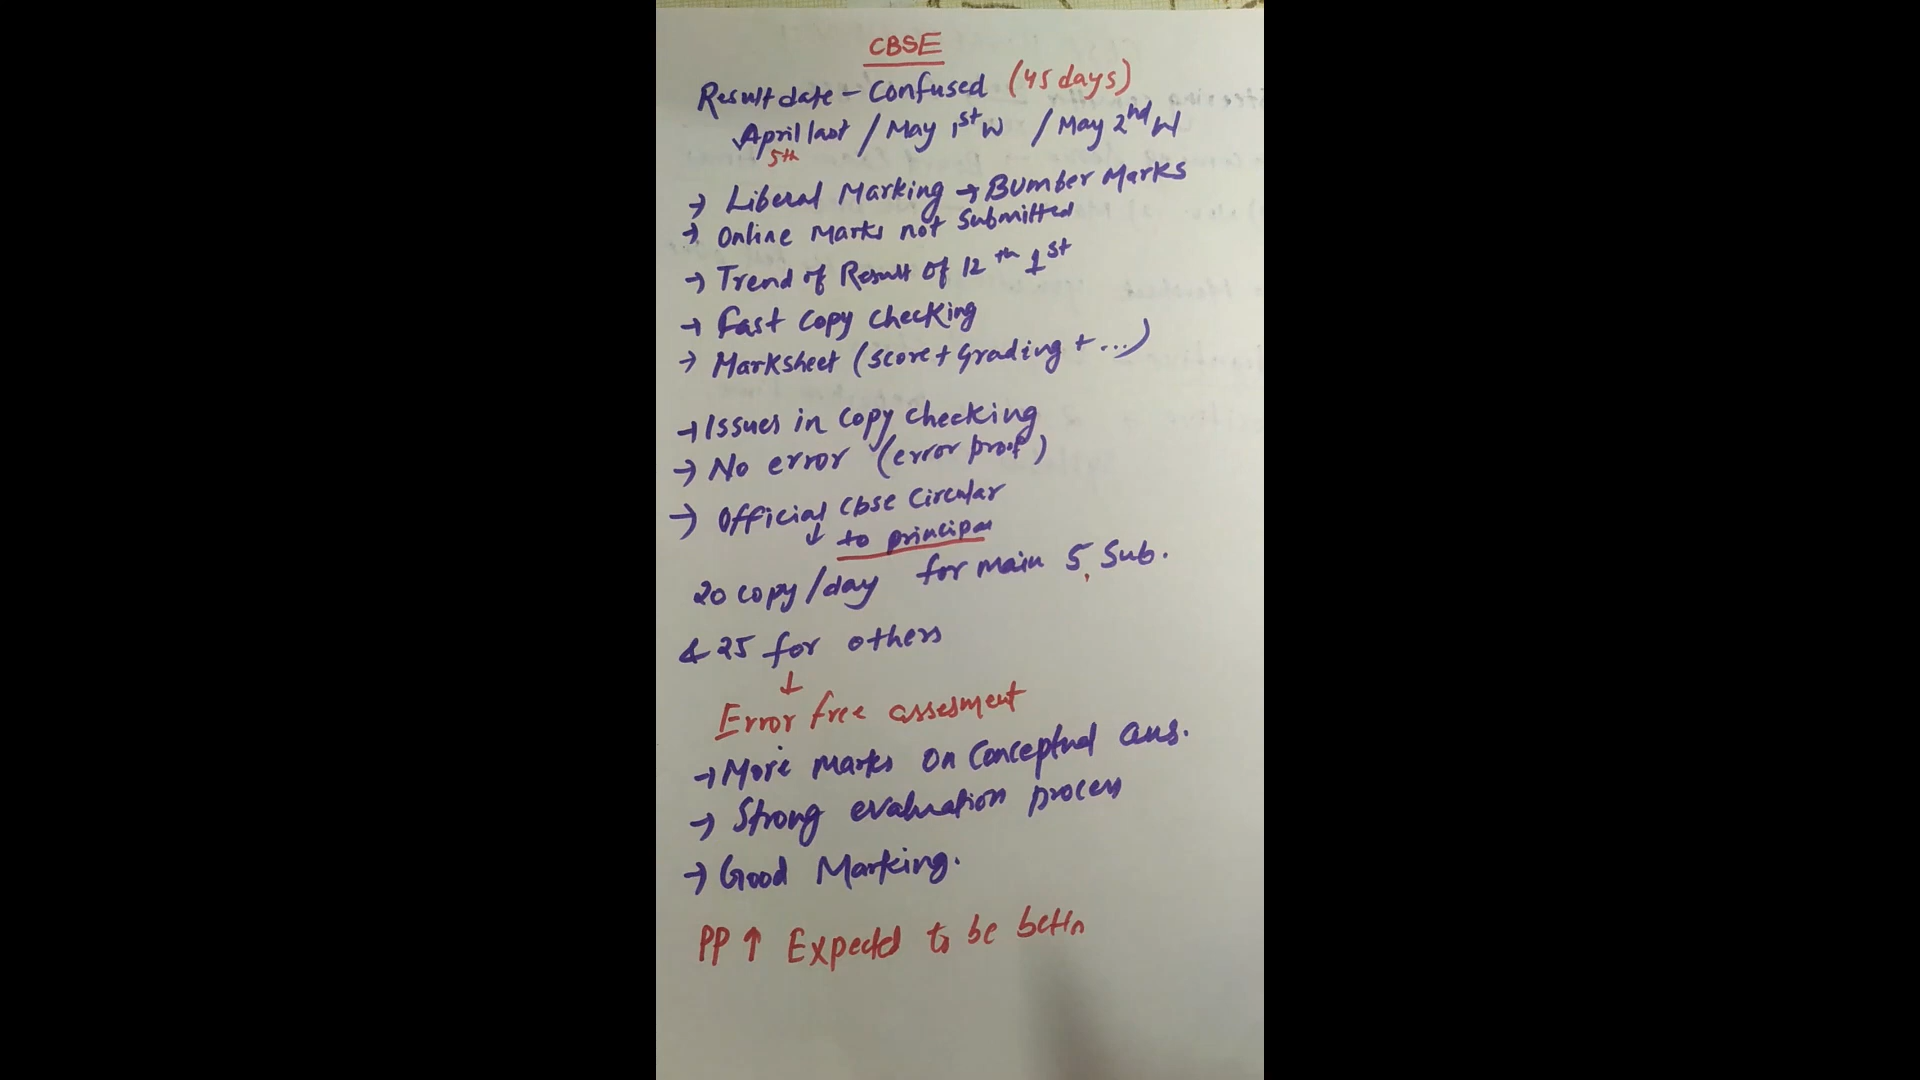 CBSE
Result date - Confused (45 days)
April last / May 1st W / May 2nd W
5th
→ Liberal Marking → Bumber Marks
→ Online Marks not Submitted
→ Trend of Result of 12th 1st
→ Fast Copy Checking
→ Marksheet (Score + Grading + ...)
→ Issues in Copy Checking
→ No error (error proof)
→ Official Cbse Circular
↓ to principal
20 copy/day for main 5 Sub.
& 25 for others
↓
Error free assesment
→ More marks on Conceptual ans.
→ Strong evaluation process
→ Good Marking.
PP ↑ Expected to be better